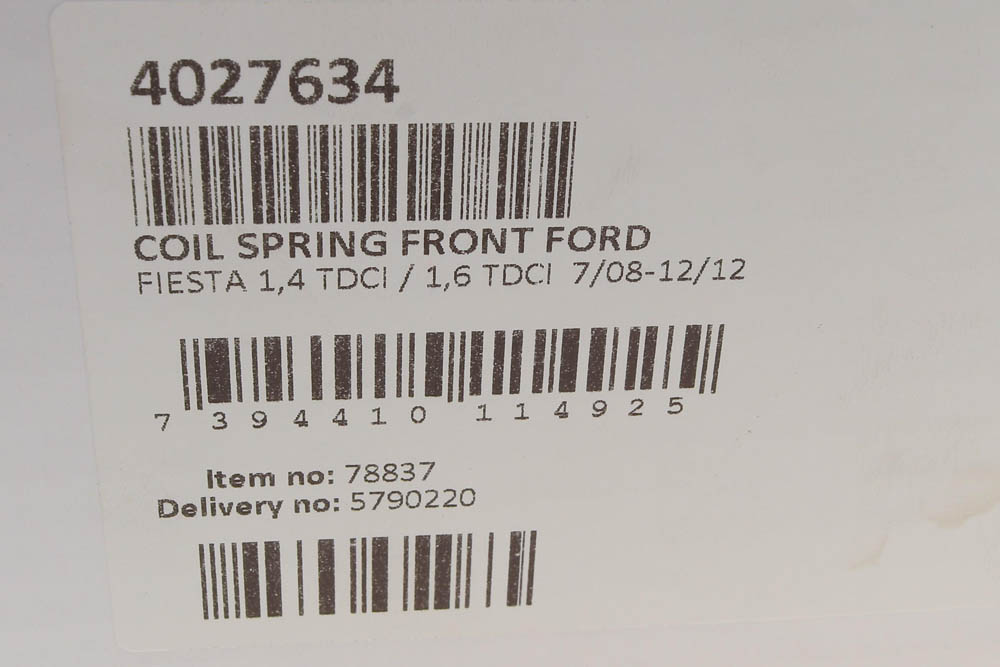 4027634
COIL SPRING FRONT FORD
FIESTA 1,4 TDCI / 1,6 TDCI 7/08-12/12
7 394410 114925
Item no: 78837
Delivery no: 5790220